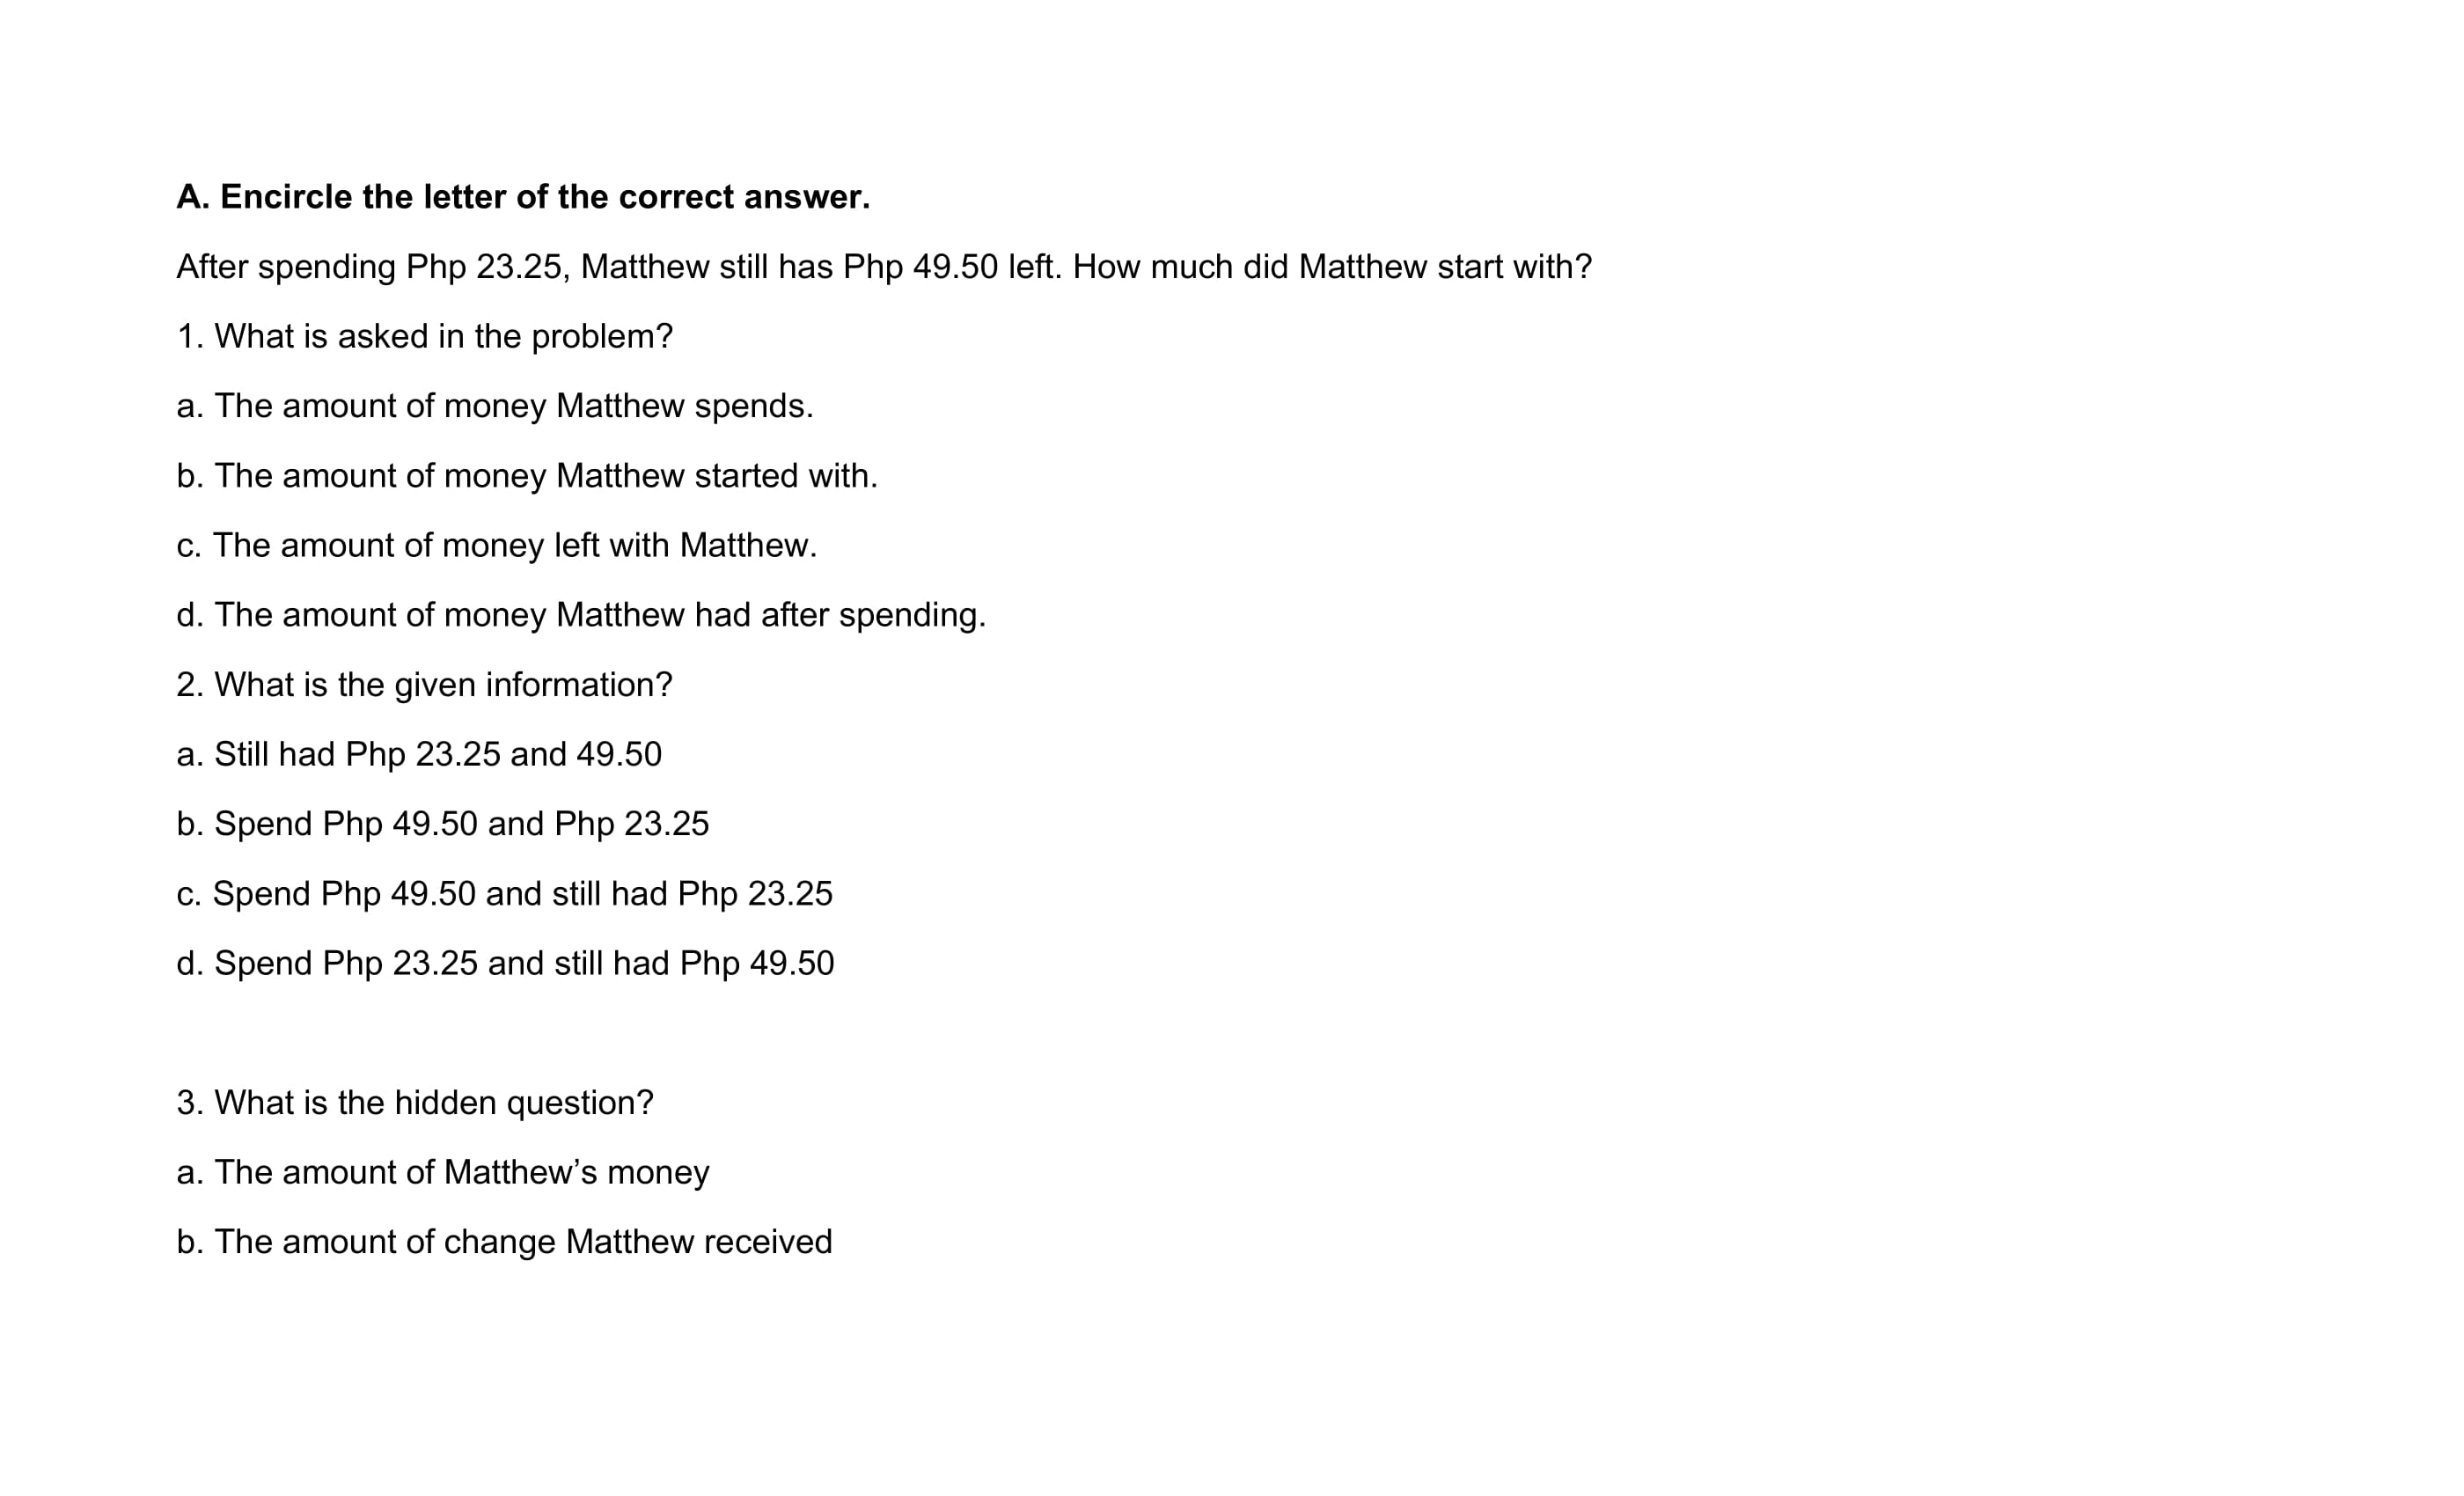 A. Encircle the letter of the correct answer.
After spending Php 23.25, Matthew still has Php 49.50 left. How much did Matthew start with?
1. What is asked in the problem?
a. The amount of money Matthew spends.
b. The amount of money Matthew started with.
c. The amount of money left with Matthew.
d. The amount of money Matthew had after spending.
2. What is the given information?
a. Still had Php 23.25 and 49.50
b. Spend Php 49.50 and Php 23.25
c. Spend Php 49.50 and still had Php 23.25
d. Spend Php 23.25 and still had Php 49.50
3. What is the hidden question?
a. The amount of Matthew’s money
b. The amount of change Matthew received